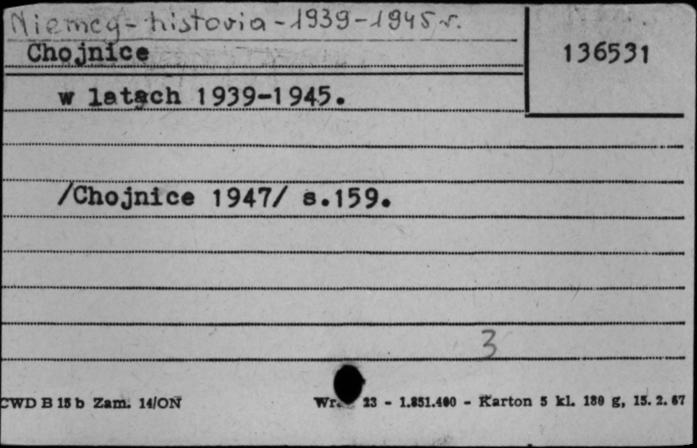 Niemcy - historia - 1939-1945 r.
Chojnice
136531
w latach 1939-1945.
/Chojnice 1947/ s.159.
3
CWD B 15 b Zam. 14/ON
Wr. 23 - 1.851.400 - Karton 5 kl. 180 g, 15. 2. 67